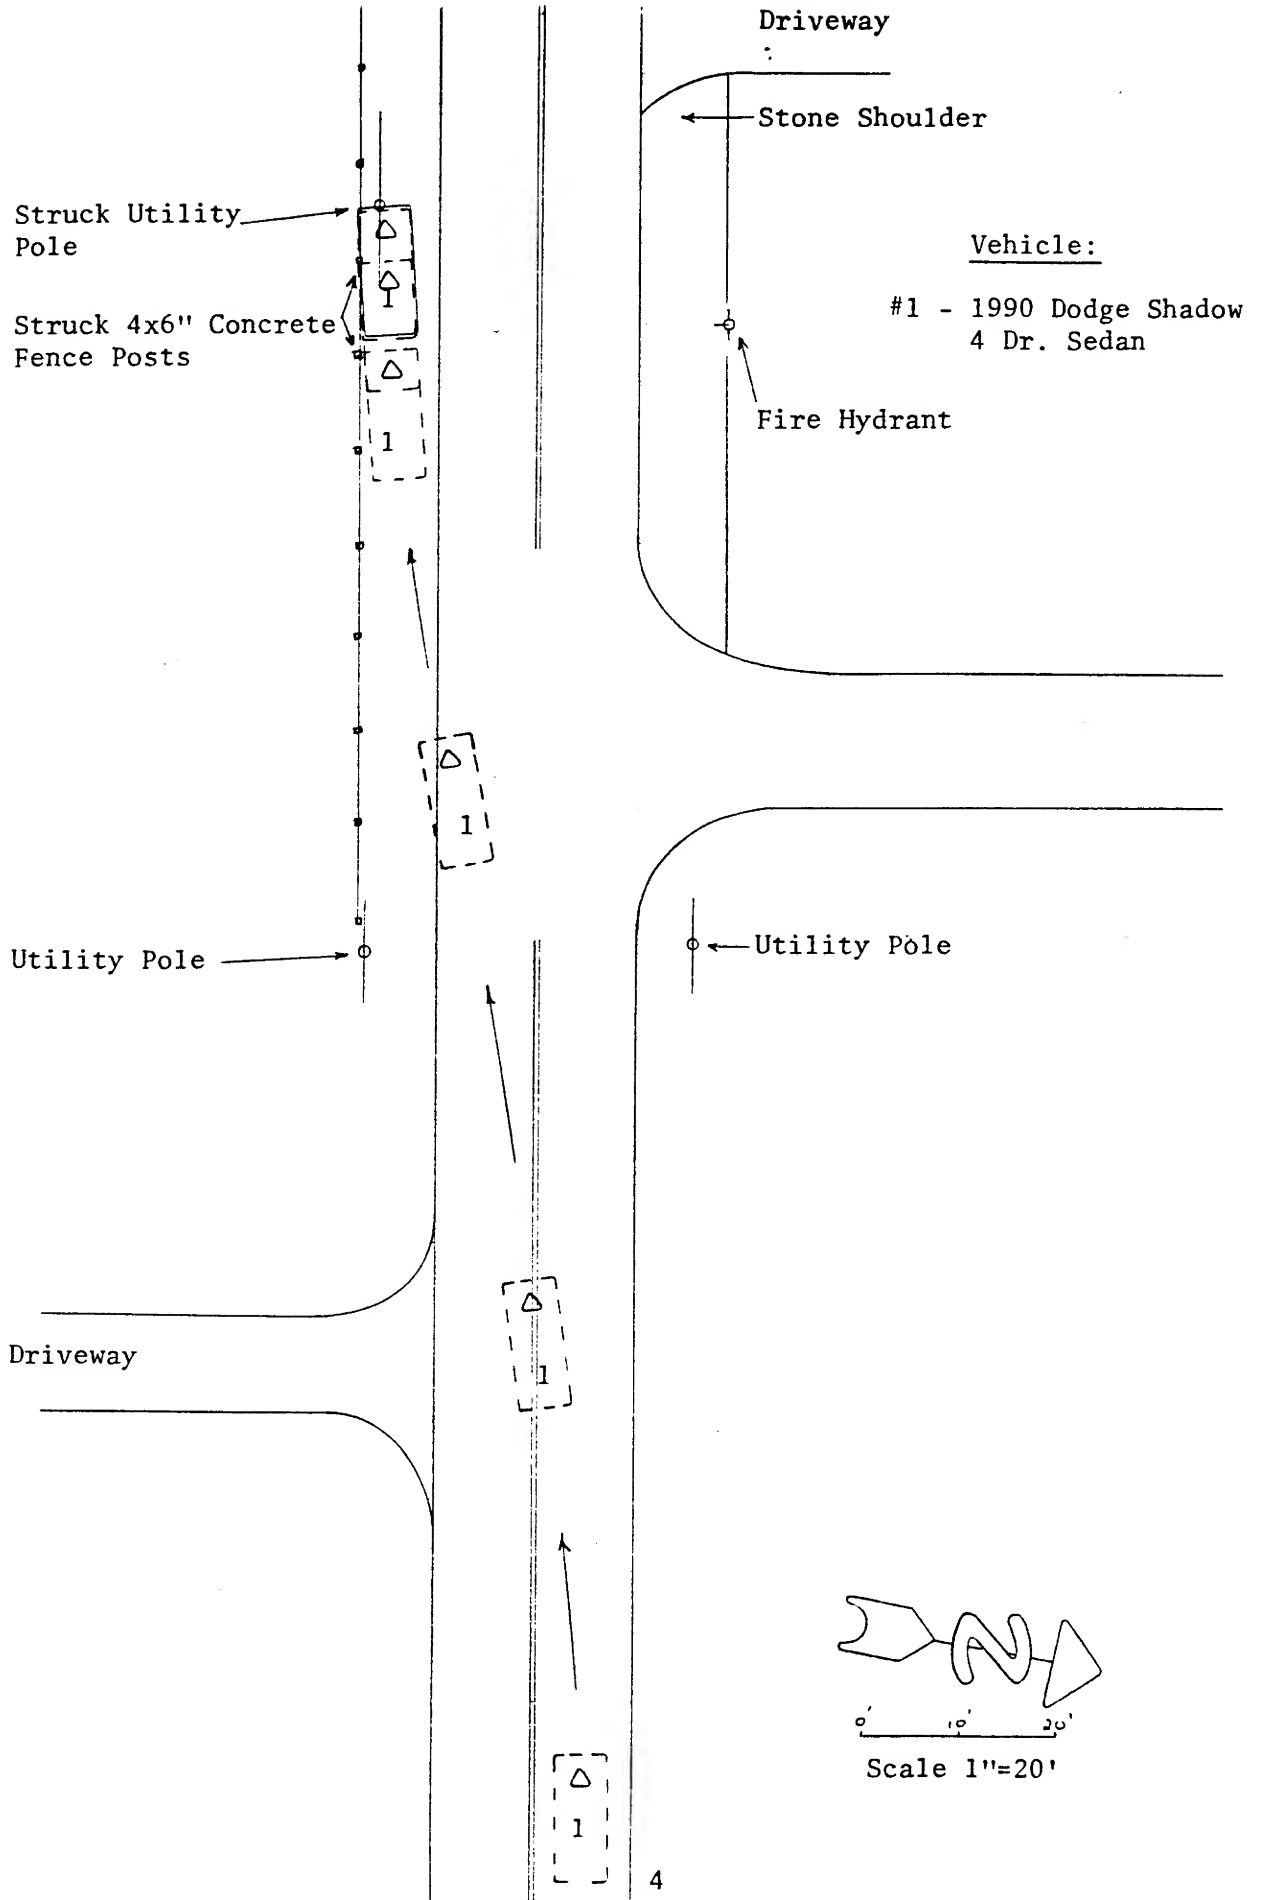 Driveway
Stone Shoulder
Struck Utility
Pole
Vehicle:
#1 - 1990 Dodge Shadow
4 Dr. Sedan
Struck 4x6" Concrete
Fence Posts
1
Fire Hydrant
1
1
Utility Pole
Utility Pole
1
Driveway
N
0' 10' 20'
Scale 1"=20'
1
4